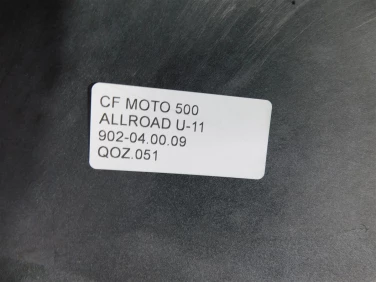 CF MOTO 500
ALLROAD U-11
902-04.00.09
QOZ.051